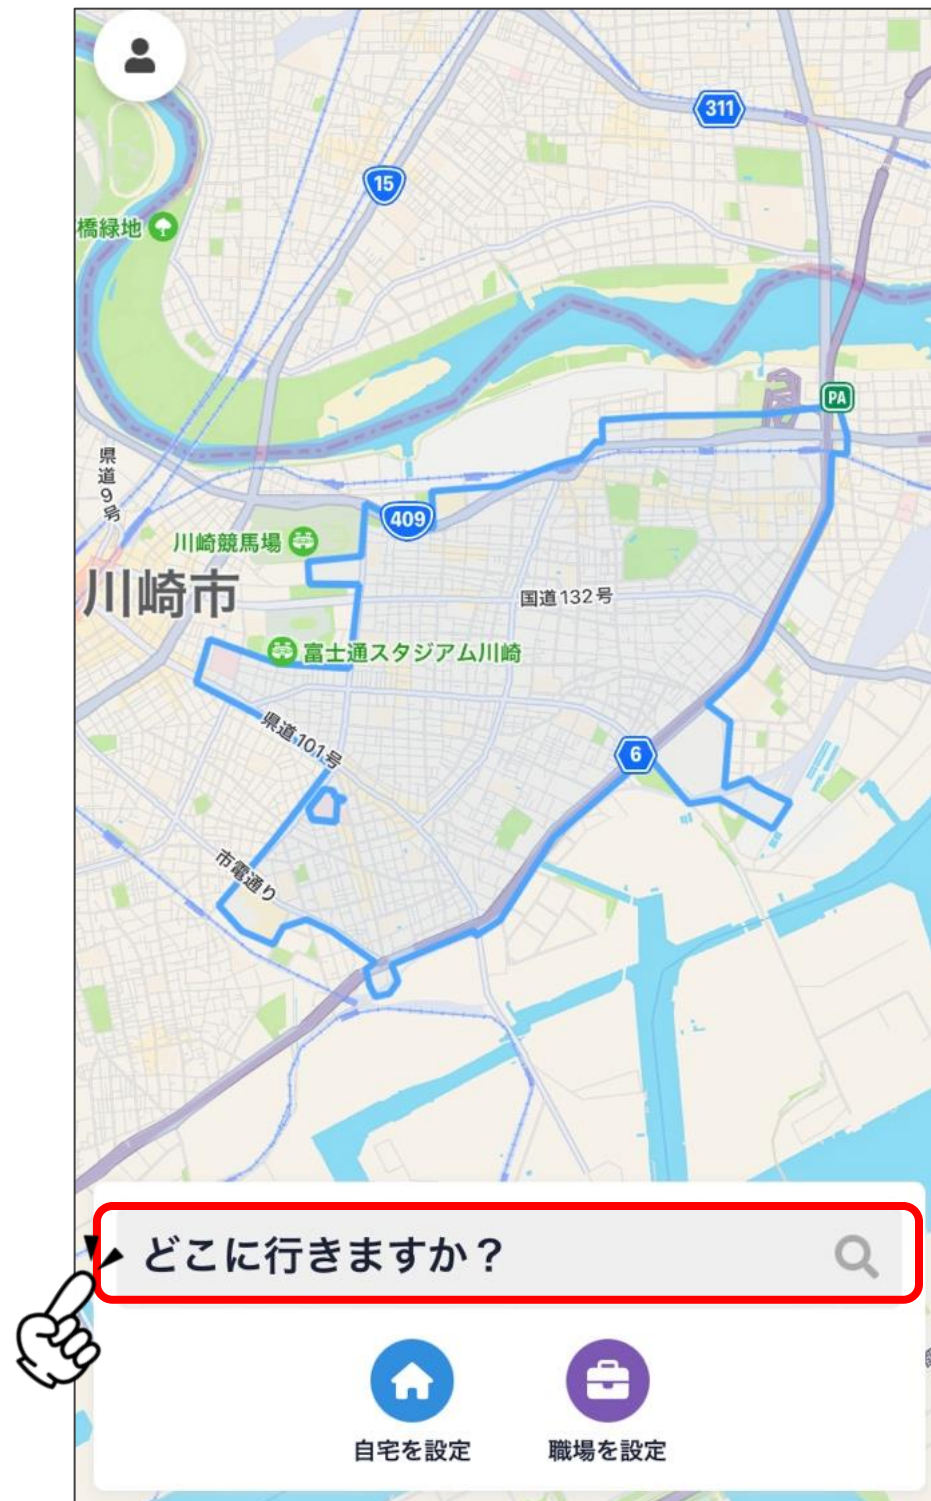 311
15
橋緑地
PA
県道9号
409
川崎競馬場
川崎市
国道132号
富士通スタジアム川崎
県道101号
6
市電通り
どこに行きますか？
自宅を設定
職場を設定